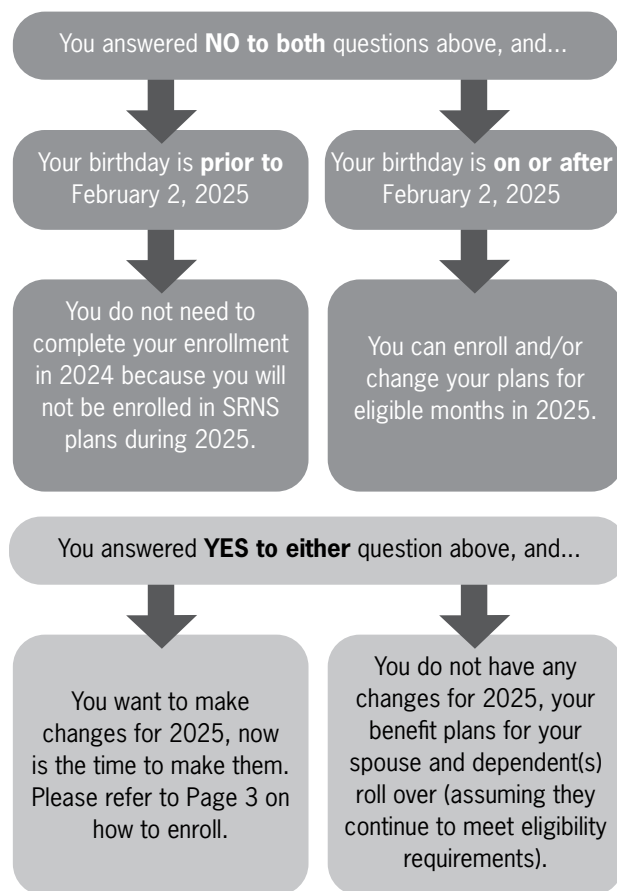 You answered NO to both questions above, and...
Your birthday is prior to
February 2, 2025
Your birthday is on or after
February 2, 2025
You do not need to
complete your enrollment
in 2024 because you will
not be enrolled in SRNS
plans during 2025.
You can enroll and/or
change your plans for
eligible months in 2025.
You answered YES to either question above, and...
You want to make
changes for 2025, now
is the time to make them.
Please refer to Page 3 on
how to enroll.
You do not have any
changes for 2025, your
benefit plans for your
spouse and dependent(s)
roll over (assuming they
continue to meet eligibility
requirements).